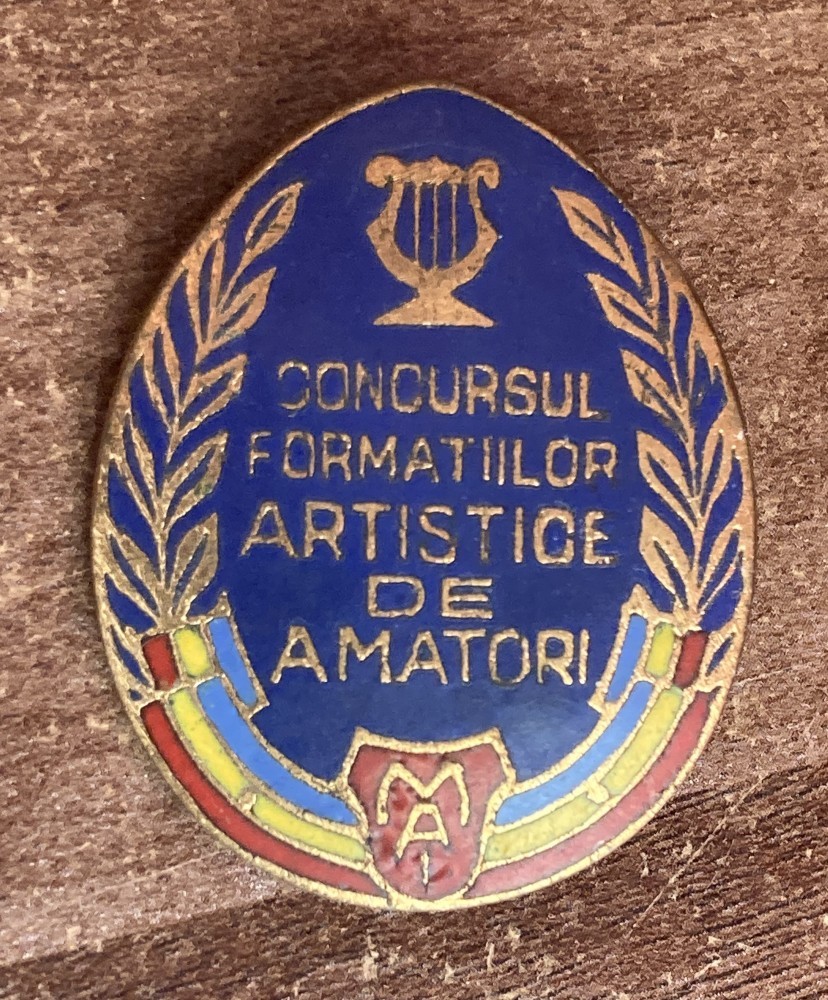 CONCURSUL
FORMATIILOR
ARTISTICE
DE
AMATORI
MAI